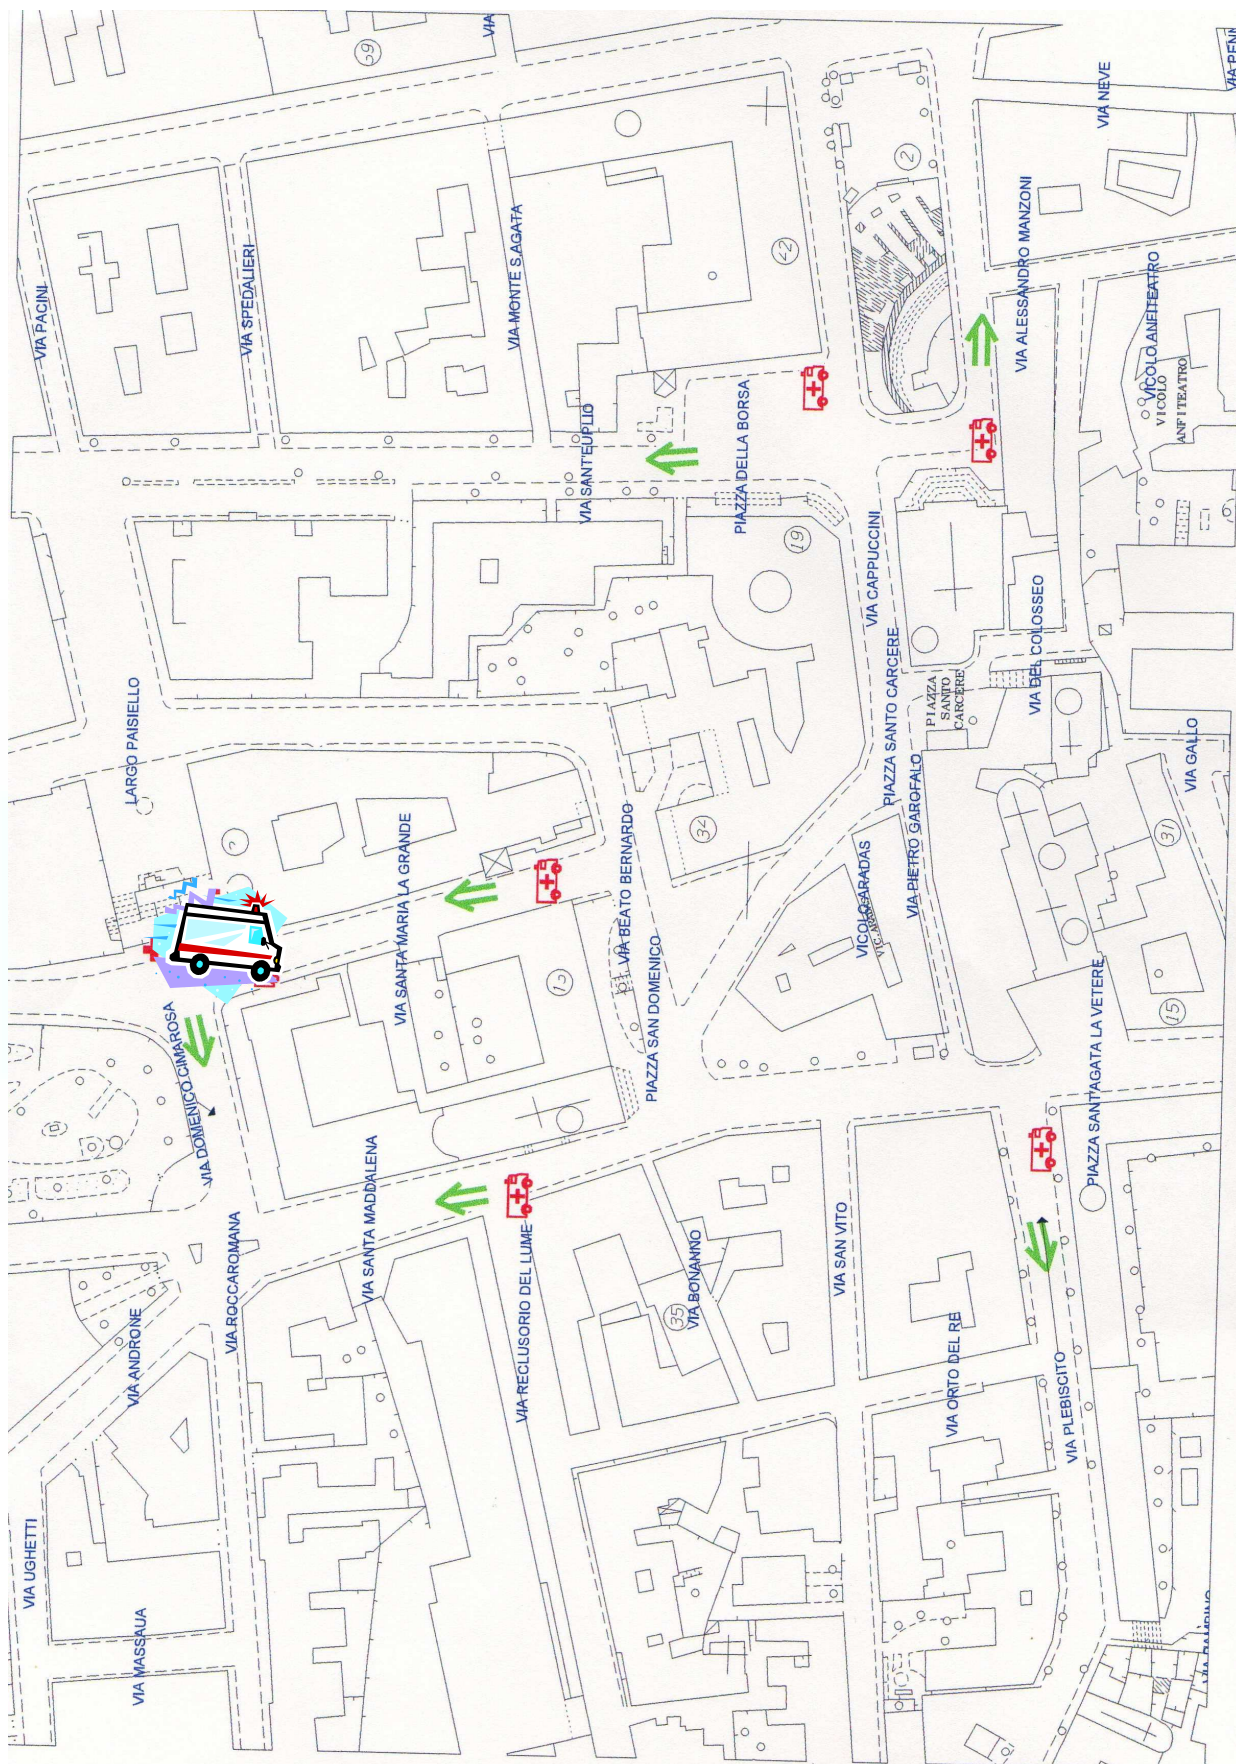 VIA
VIA NEVE
VIA PACINI
VIA SPEDALIERI
VIA MONTE S.AGATA
VIA ALESSANDRO MANZONI
VICOLO ANFITEATRO
VICOLO
ANFITEATRO
VIA SANT'EUPLIO
PIAZZA DELLA BORSA
VIA CAPPUCCINI
PIAZZA SANTO CARCERE
PIAZZA
SANTO
CARCERE
VIA DEL COLOSSEO
VIA GALLO
LARGO PAISIELLO
VIA SANTA MARIA LA GRANDE
VIA BEATO BERNARDO
VICOLO ARADAS
VIA PIETRO GAROFALO
PIAZZA SAN DOMENICO
PIAZZA SANT'AGATA LA VETERE
VIA DOMENICO CIMAROSA
VIA SANTA MADDALENA
VIA ROCCAROMANA
VIA ANDRONE
VIA RECLUSORIO DEL LUME
VIA BONANNO
VIA SAN VITO
VIA ORTO DEL RE
VIA PLEBISCITO
VIA UGHETTI
VIA MASSAUA
39
2
22
19
34
31
15
13
35